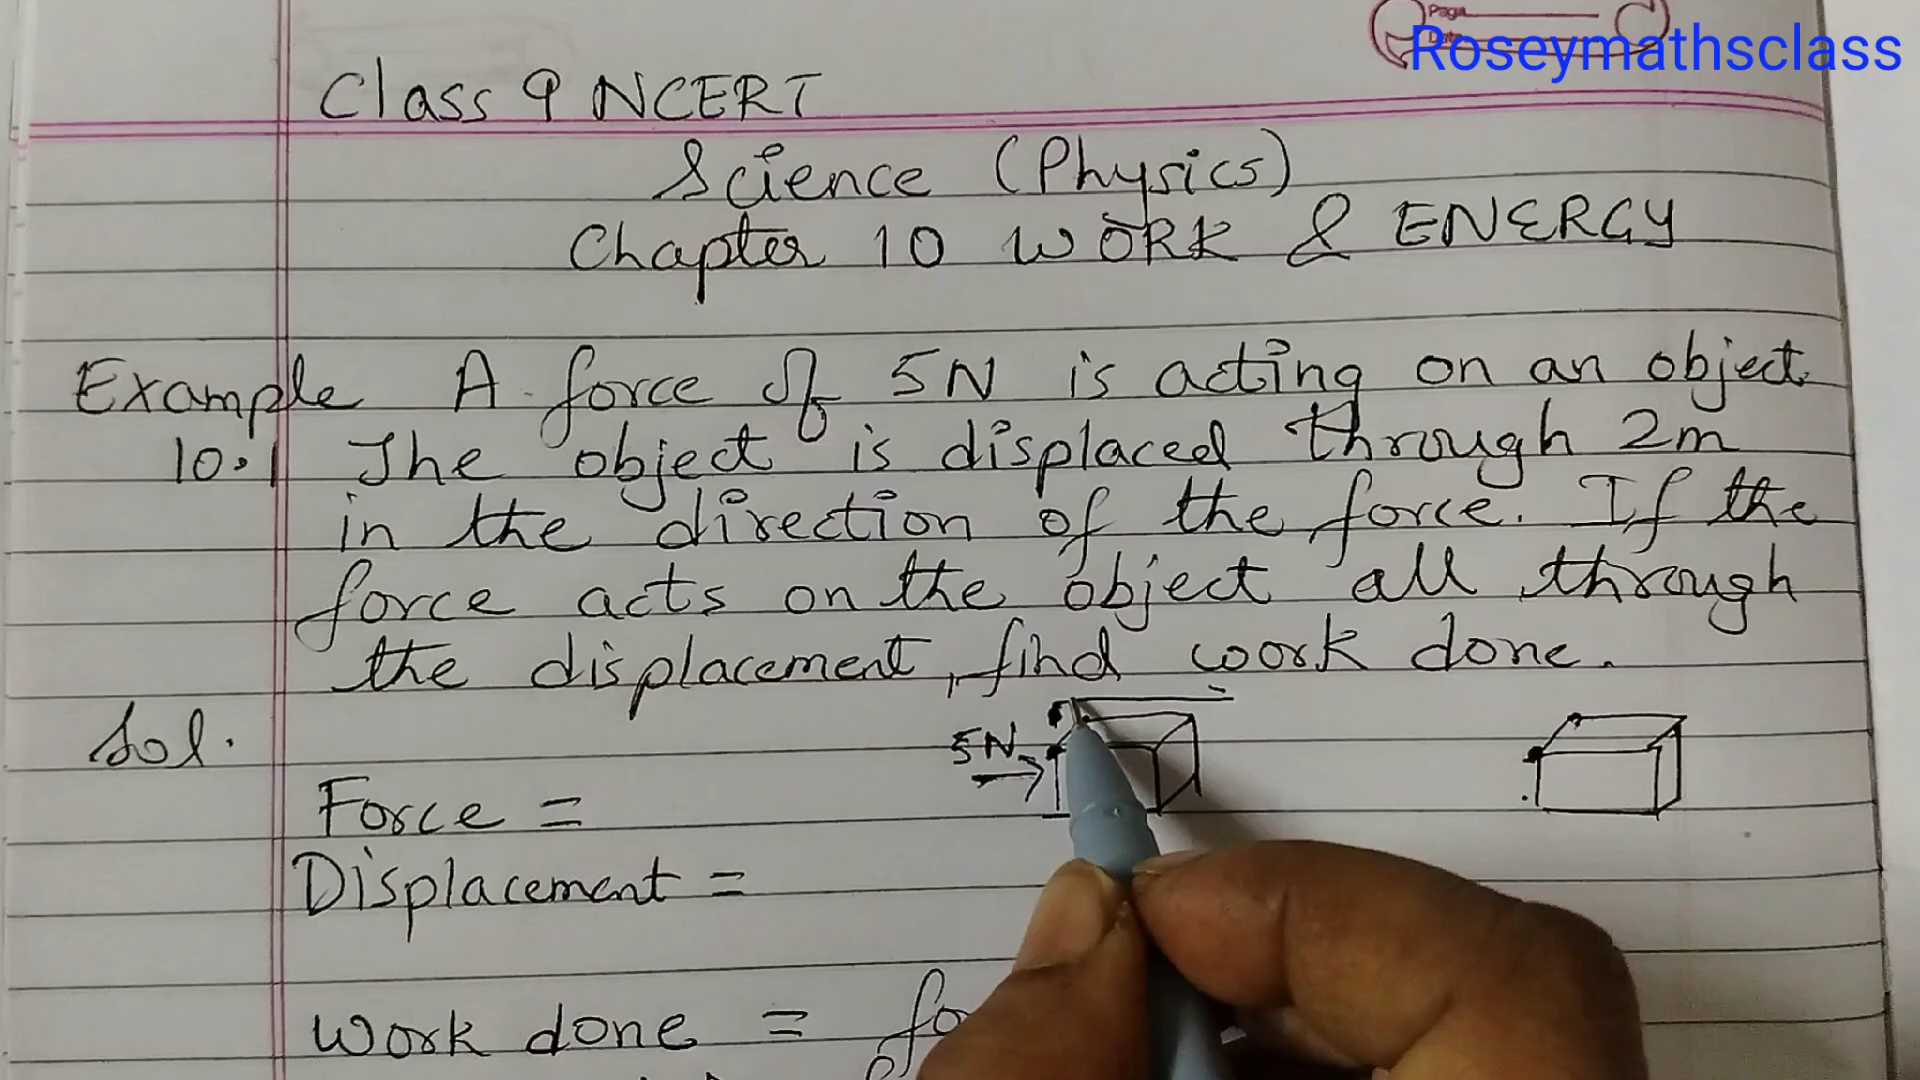 Page
Date
Roseymathsclass
Class 9 NCERT
Science (Physics)
Chapter 10 WORK & ENERGY
Example A force of 5N is acting on an object.
10.1 The object is displaced through 2m
in the direction of the force. If the
force acts on the object all through
the displacement, find work done.
Sol.
5N
Force =
Displacement =
Work done =